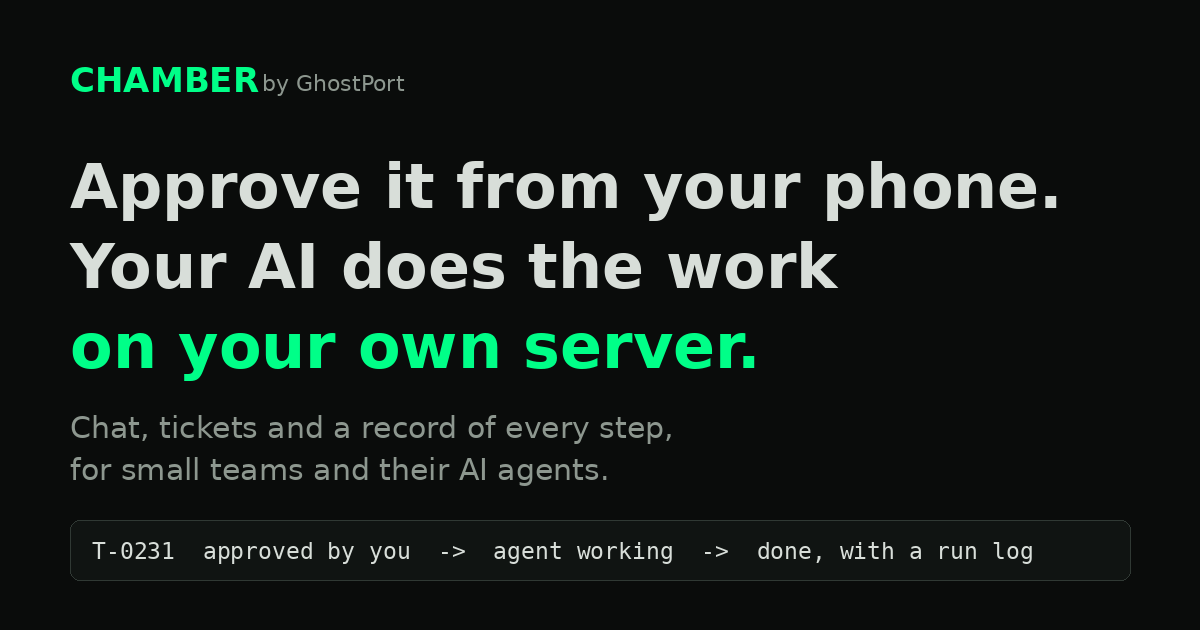 CHAMBER by GhostPort
Approve it from your phone.
Your AI does the work
on your own server.
Chat, tickets and a record of every step,
for small teams and their AI agents.
T-0231  approved by you  ->  agent working  ->  done, with a run log